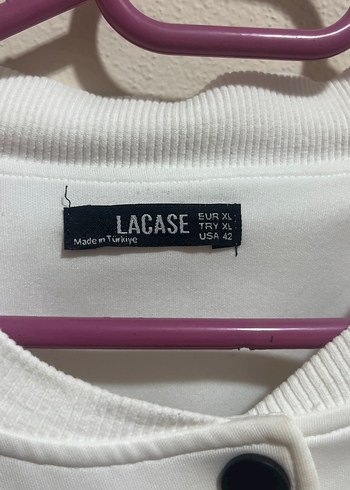 LACASE
Made in Türkiye
EUR XL
TRY XL
USA 42